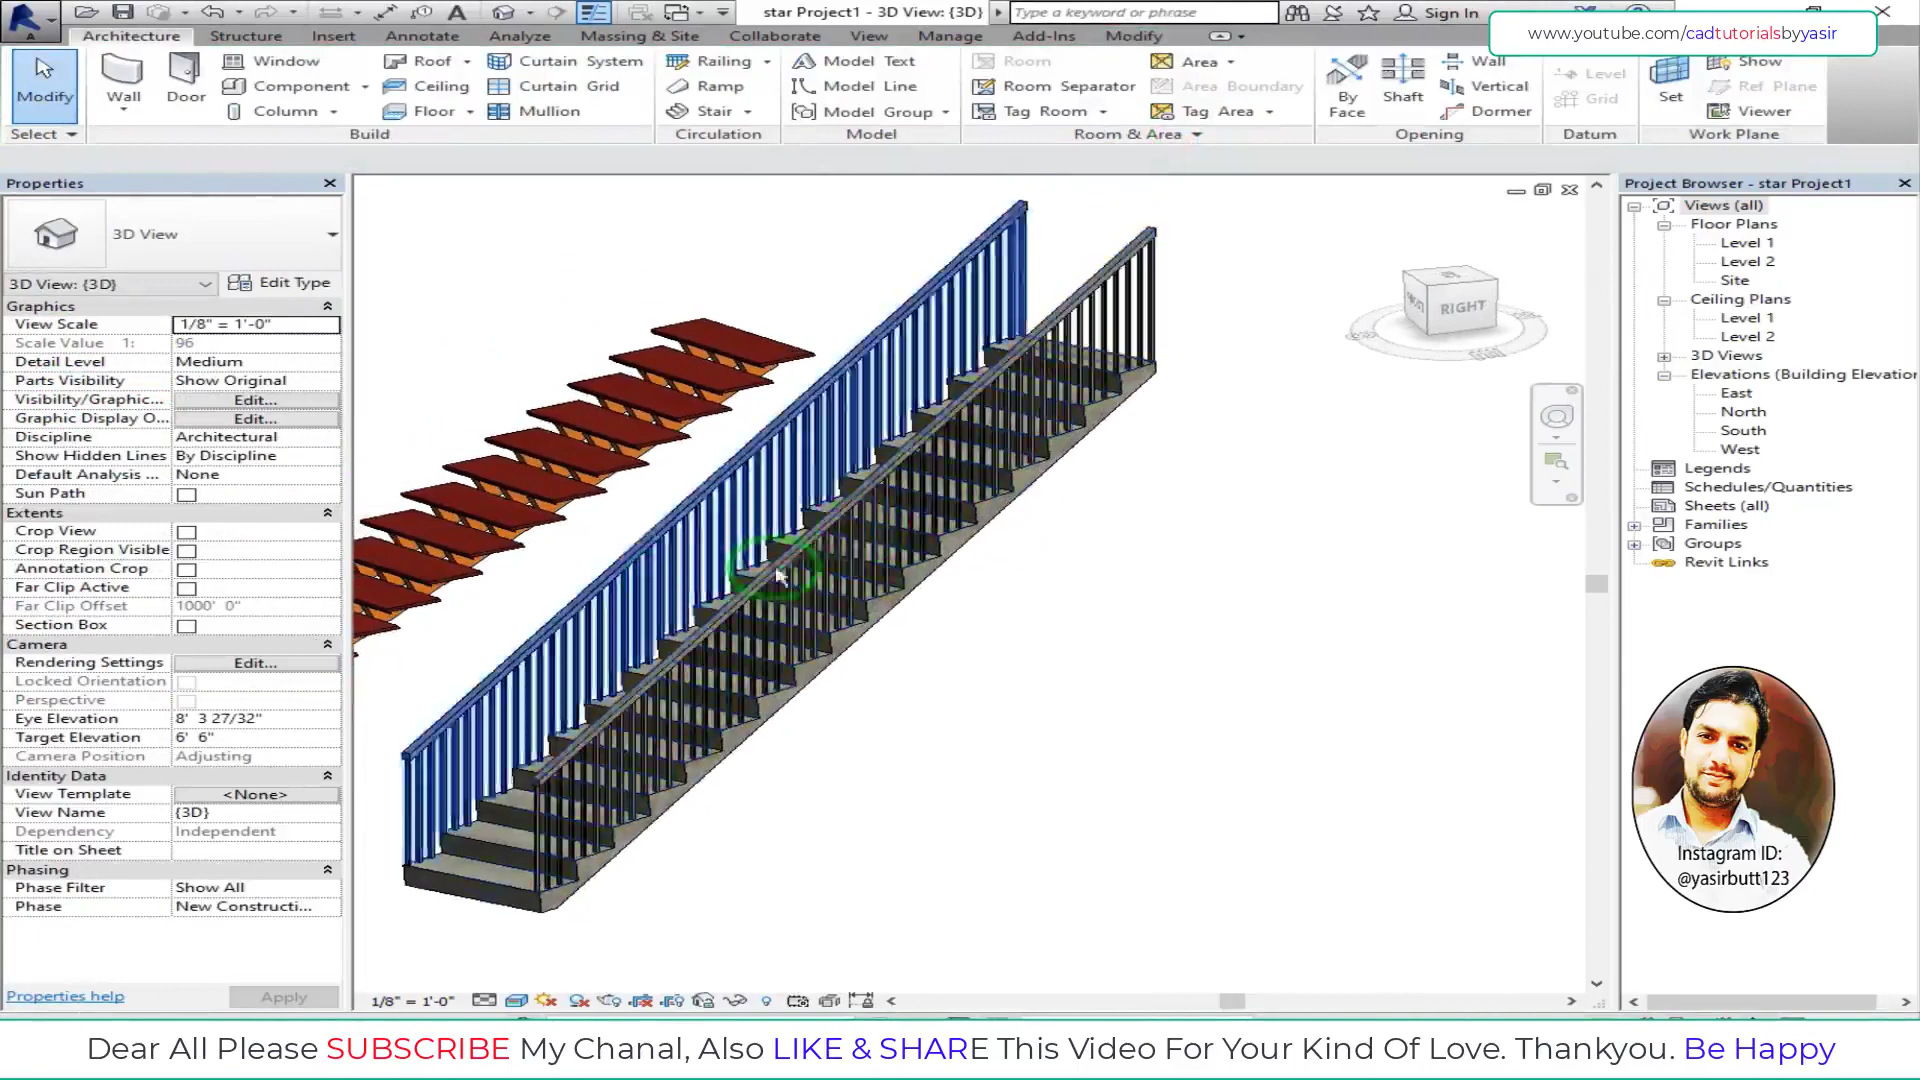 star Project1 - 3D View: {3D}
Type a keyword or phrase
Sign In
www.youtube.com/cadtutorialsbyyasir
Architecture Structure Insert Annotate Analyze Massing & Site Collaborate View Manage Add-Ins Modify
Modify
Wall
Door
Window
Component
Column
Roof
Ceiling
Floor
Curtain System
Curtain Grid
Mullion
Railing
Ramp
Stair
Model Text
Model Line
Model Group
Room
Room Separator
Tag Room
Area
Area Boundary
Tag Area
By Face
Shaft
Wall
Vertical
Dormer
Level
Grid
Set
Show
Ref Plane
Viewer
Select Build Circulation Model Room & Area Opening Datum Work Plane
Properties
3D View
3D View: {3D} Edit Type
Graphics
View Scale 1/8" = 1'-0"
Scale Value 1: 96
Detail Level Medium
Parts Visibility Show Original
Visibility/Graphic... Edit...
Graphic Display O... Edit...
Discipline Architectural
Show Hidden Lines By Discipline
Default Analysis ... None
Sun Path
Extents
Crop View
Crop Region Visible
Annotation Crop
Far Clip Active
Far Clip Offset 1000' 0"
Section Box
Camera
Rendering Settings Edit...
Locked Orientation
Perspective
Eye Elevation 8' 3 27/32"
Target Elevation 6' 6"
Camera Position Adjusting
Identity Data
View Template <None>
View Name {3D}
Dependency Independent
Title on Sheet
Phasing
Phase Filter Show All
Phase New Constructi...
Properties help Apply
RIGHT
1/8" = 1'-0"
Project Browser - star Project1
Views (all)
Floor Plans
Level 1
Level 2
Site
Ceiling Plans
Level 1
Level 2
3D Views
Elevations (Building Elevation
East
North
South
West
Legends
Schedules/Quantities
Sheets (all)
Families
Groups
Revit Links
Instagram ID:
@yasirbutt123
Dear All Please SUBSCRIBE My Chanal, Also LIKE & SHARE This Video For Your Kind Of Love. Thankyou. Be Happy